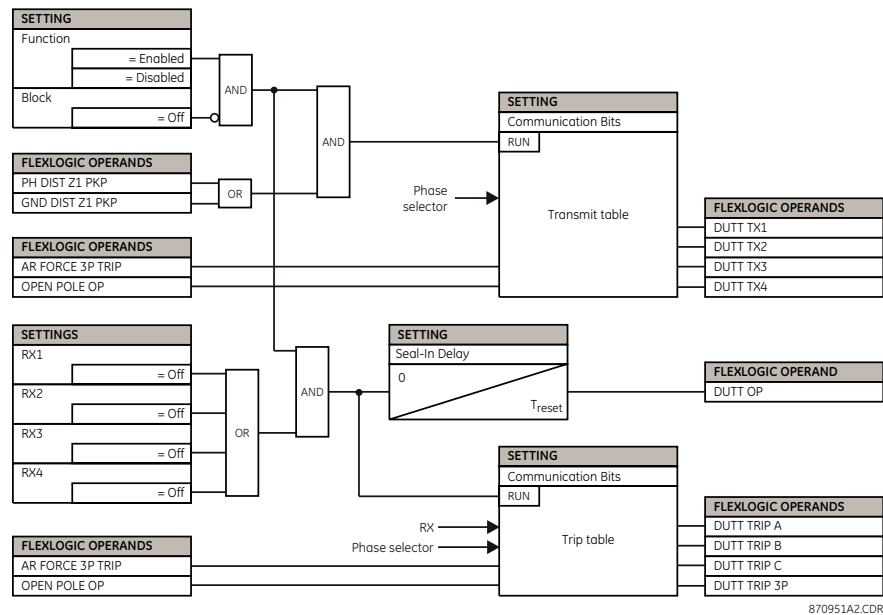 SETTING
Function
= Enabled
= Disabled
Block
= Off
AND
FLEXLOGIC OPERANDS
PH DIST Z1 PKP
GND DIST Z1 PKP
OR
AND
FLEXLOGIC OPERANDS
AR FORCE 3P TRIP
OPEN POLE OP
SETTING
Communication Bits
RUN
Phase
selector
Transmit table
FLEXLOGIC OPERANDS
DUTT TX1
DUTT TX2
DUTT TX3
DUTT TX4
SETTINGS
RX1
= Off
RX2
= Off
RX3
= Off
RX4
= Off
OR
AND
SETTING
Seal-In Delay
0
Treset
FLEXLOGIC OPERAND
DUTT OP
SETTING
Communication Bits
RUN
RX
Phase selector
Trip table
FLEXLOGIC OPERANDS
AR FORCE 3P TRIP
OPEN POLE OP
FLEXLOGIC OPERANDS
DUTT TRIP A
DUTT TRIP B
DUTT TRIP C
DUTT TRIP 3P
870951A2.CDR